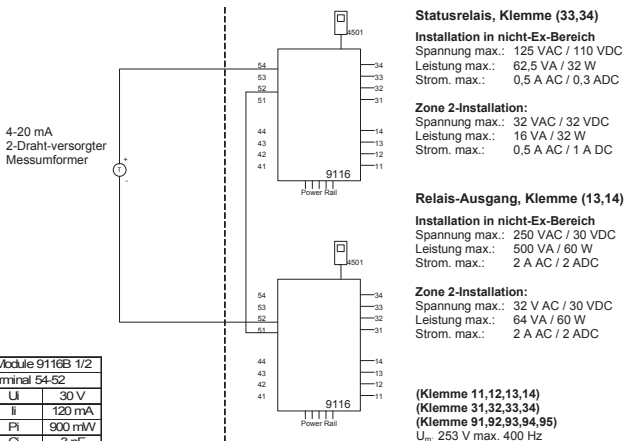 4501
54
53
52
51
34
33
32
31
44
43
42
41
14
13
12
11
9116
Power Rail
4-20 mA
2-Draht-versorgter
Messumformer
+
T
-
4501
54
53
52
51
34
33
32
31
44
43
42
41
14
13
12
11
9116
Power Rail
Module 9116B 1/2
rminal 54-52
Ui 30 V
Ii 120 mA
Pi 900 mW
Statusrelais, Klemme (33,34)
Installation in nicht-Ex-Bereich
Spannung max.: 125 VAC / 110 VDC
Leistung max.: 62,5 VA / 32 W
Strom. max.: 0,5 A AC / 0,3 ADC
Zone 2-Installation:
Spannung max.: 32 VAC / 32 VDC
Leistung max.: 16 VA / 32 W
Strom. max.: 0,5 A AC / 1 A DC
Relais-Ausgang, Klemme (13,14)
Installation in nicht-Ex-Bereich
Spannung max.: 250 VAC / 30 VDC
Leistung max.: 500 VA / 60 W
Strom. max.: 2 A AC / 2 ADC
Zone 2-Installation:
Spannung max.: 32 V AC / 30 VDC
Leistung max.: 64 VA / 60 W
Strom. max.: 2 A AC / 2 ADC
(Klemme 11,12,13,14)
(Klemme 31,32,33,34)
(Klemme 91,92,93,94,95)
Um: 253 V max. 400 Hz